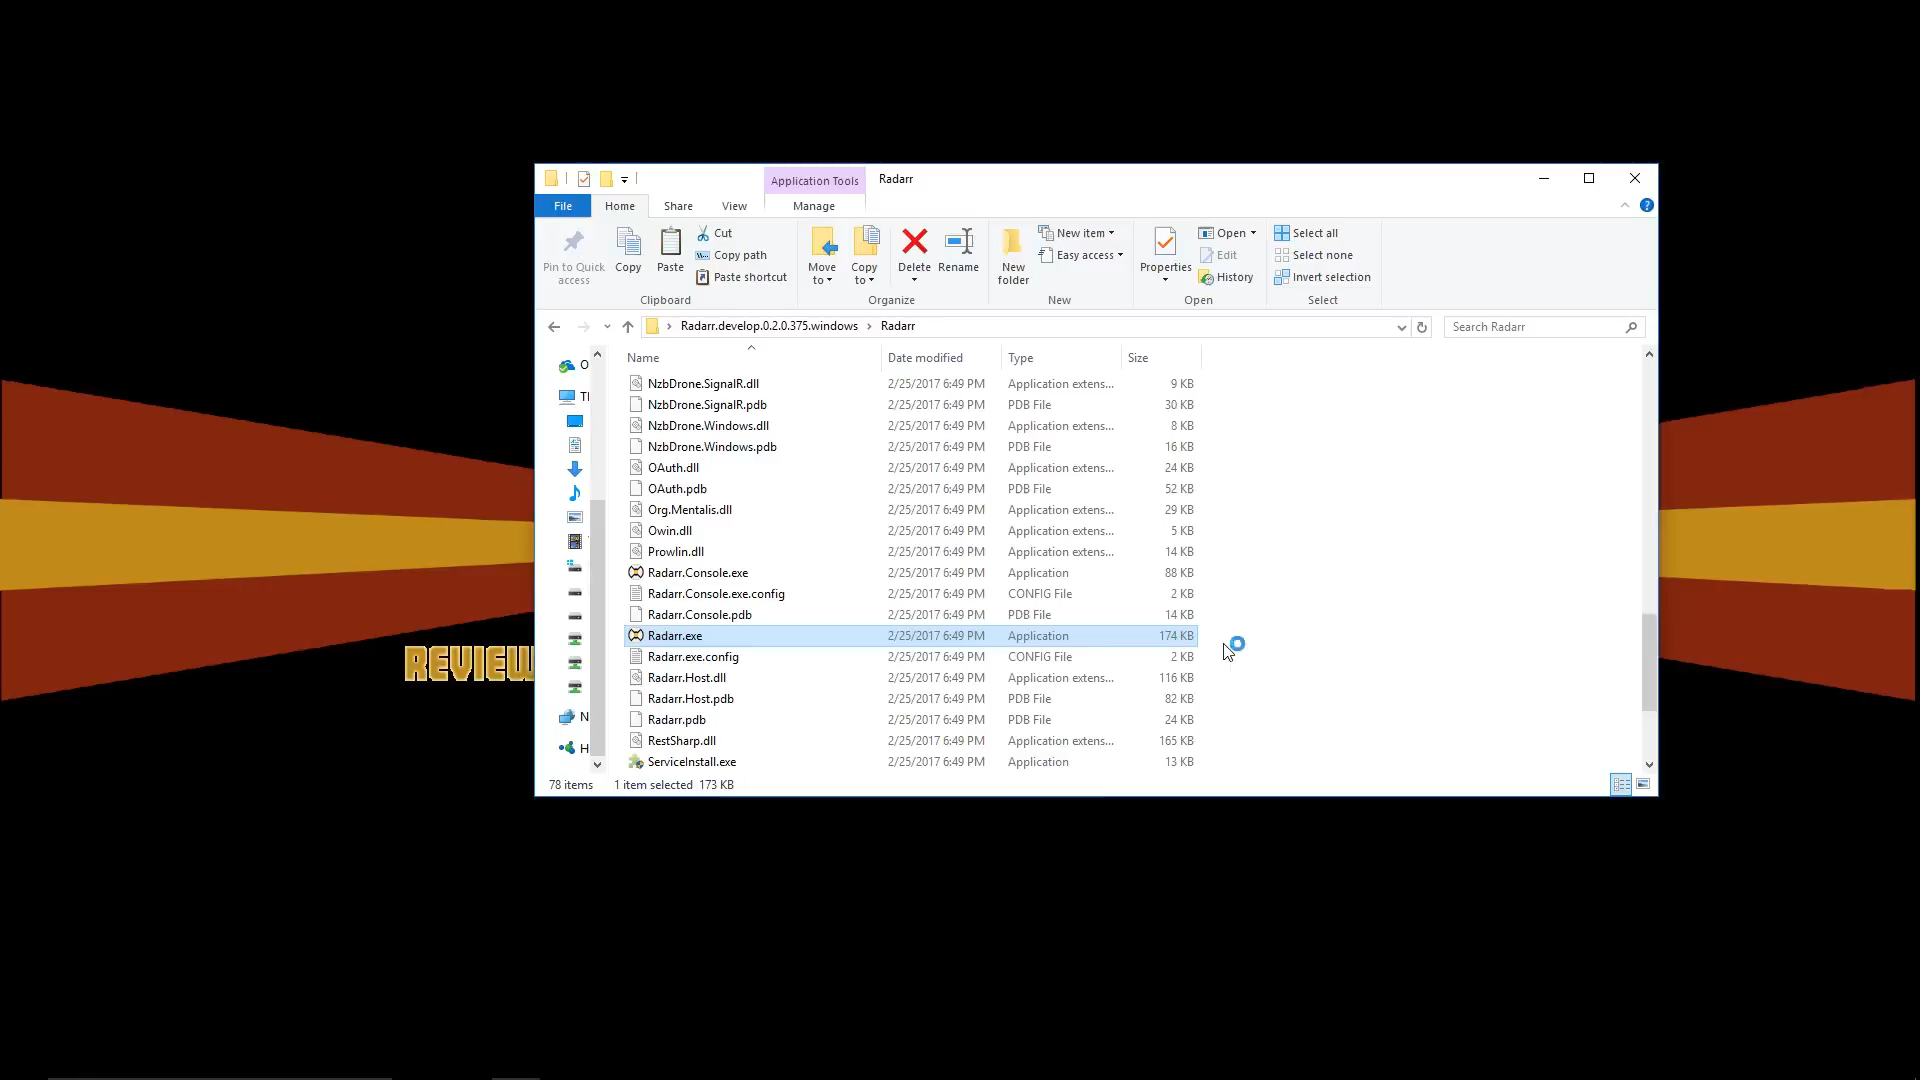 Application Tools
Radarr
File
Home
Share
View
Manage
Pin to Quick access
Copy
Paste
Cut
Copy path
Paste shortcut
Clipboard
Move to
Copy to
Delete
Rename
Organize
New folder
New item
Easy access
New
Properties
Open
Edit
History
Open
Select all
Select none
Invert selection
Select
Radarr.develop.0.2.0.375.windows > Radarr
Search Radarr
Name Date modified Type Size
NzbDrone.SignalR.dll 2/25/2017 6:49 PM Application extens... 9 KB
NzbDrone.SignalR.pdb 2/25/2017 6:49 PM PDB File 30 KB
NzbDrone.Windows.dll 2/25/2017 6:49 PM Application extens... 8 KB
NzbDrone.Windows.pdb 2/25/2017 6:49 PM PDB File 16 KB
OAuth.dll 2/25/2017 6:49 PM Application extens... 24 KB
OAuth.pdb 2/25/2017 6:49 PM PDB File 52 KB
Org.Mentalis.dll 2/25/2017 6:49 PM Application extens... 29 KB
Owin.dll 2/25/2017 6:49 PM Application extens... 5 KB
Prowlin.dll 2/25/2017 6:49 PM Application extens... 14 KB
Radarr.Console.exe 2/25/2017 6:49 PM Application 88 KB
Radarr.Console.exe.config 2/25/2017 6:49 PM CONFIG File 2 KB
Radarr.Console.pdb 2/25/2017 6:49 PM PDB File 14 KB
Radarr.exe 2/25/2017 6:49 PM Application 174 KB
Radarr.exe.config 2/25/2017 6:49 PM CONFIG File 2 KB
Radarr.Host.dll 2/25/2017 6:49 PM Application extens... 116 KB
Radarr.Host.pdb 2/25/2017 6:49 PM PDB File 82 KB
Radarr.pdb 2/25/2017 6:49 PM PDB File 24 KB
RestSharp.dll 2/25/2017 6:49 PM Application extens... 165 KB
ServiceInstall.exe 2/25/2017 6:49 PM Application 13 KB
O
T
N
H
78 items 1 item selected 173 KB
REVIEW